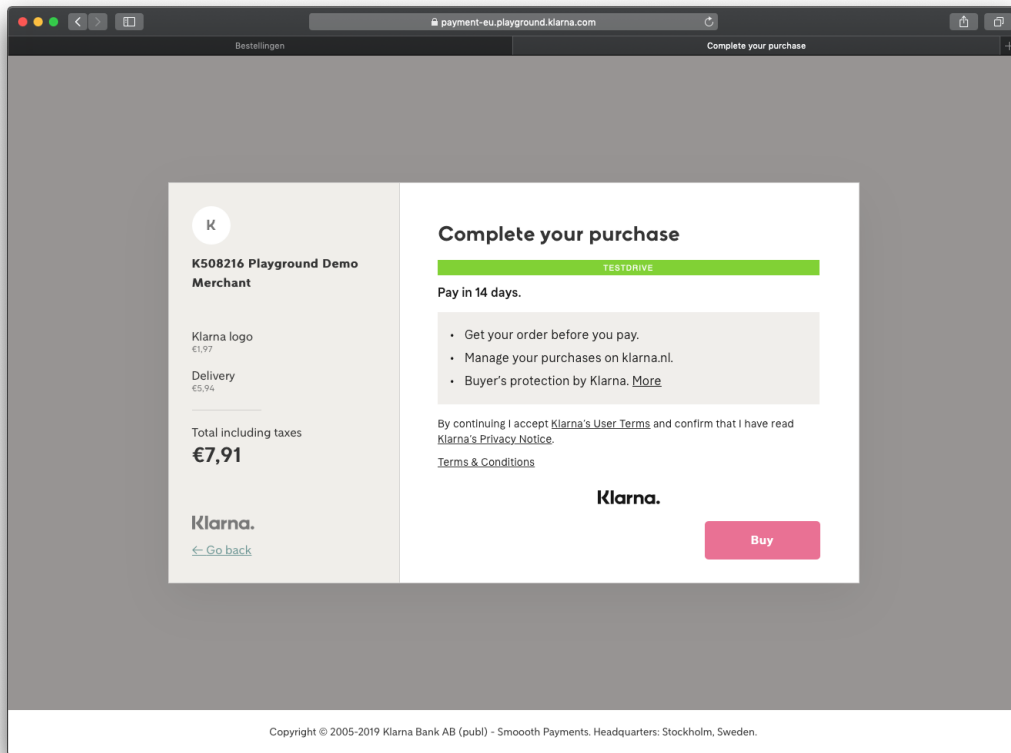 payment-eu.playground.klarna.com
Bestellingen
Complete your purchase
K
K508216 Playground Demo
Merchant
Klarna logo
€1,97
Delivery
€5,94
Total including taxes
€7,91
Klarna.
← Go back
Complete your purchase
TESTDRIVE
Pay in 14 days.
• Get your order before you pay.
• Manage your purchases on klarna.nl.
• Buyer's protection by Klarna. More
By continuing I accept Klarna's User Terms and confirm that I have read
Klarna's Privacy Notice.
Terms & Conditions
Klarna.
Buy
Copyright © 2005-2019 Klarna Bank AB (publ) - Smoooth Payments. Headquarters: Stockholm, Sweden.